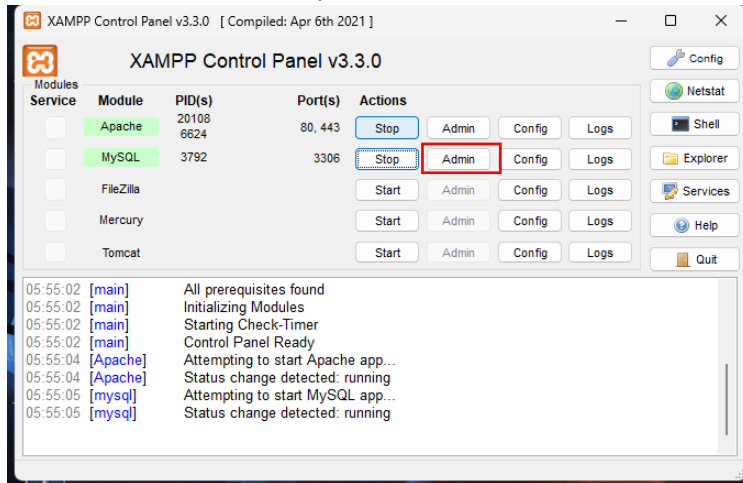 XAMPP Control Panel v3.3.0 [ Compiled: Apr 6th 2021 ]
XAMPP Control Panel v3.3.0
Config
Modules
Service Module PID(s) Port(s) Actions
Netstat
Apache 20108 6624 80, 443 Stop Admin Config Logs
Shell
MySQL 3792 3306 Stop Admin Config Logs
Explorer
FileZilla Start Admin Config Logs
Services
Mercury Start Admin Config Logs
Help
Tomcat Start Admin Config Logs
Quit
05:55:02 [main] All prerequisites found
05:55:02 [main] Initializing Modules
05:55:02 [main] Starting Check-Timer
05:55:02 [main] Control Panel Ready
05:55:04 [Apache] Attempting to start Apache app...
05:55:04 [Apache] Status change detected: running
05:55:05 [mysql] Attempting to start MySQL app...
05:55:05 [mysql] Status change detected: running